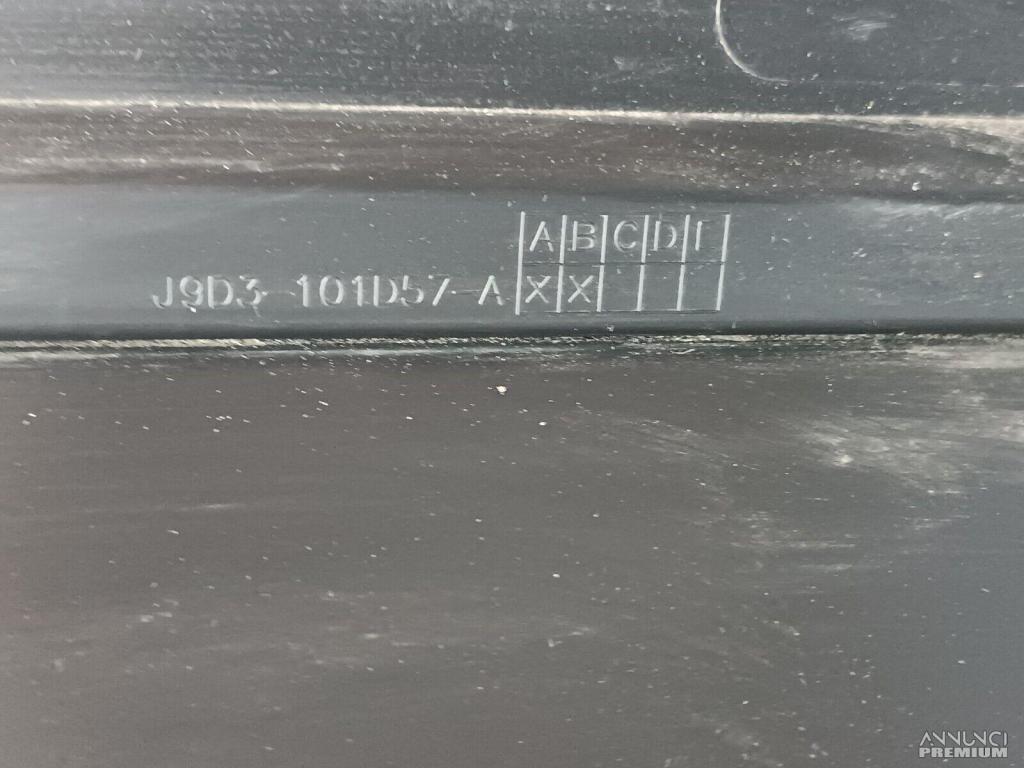 A B C D E
J9D3-101D57-A X X
ANNUNCI
PREMIUM